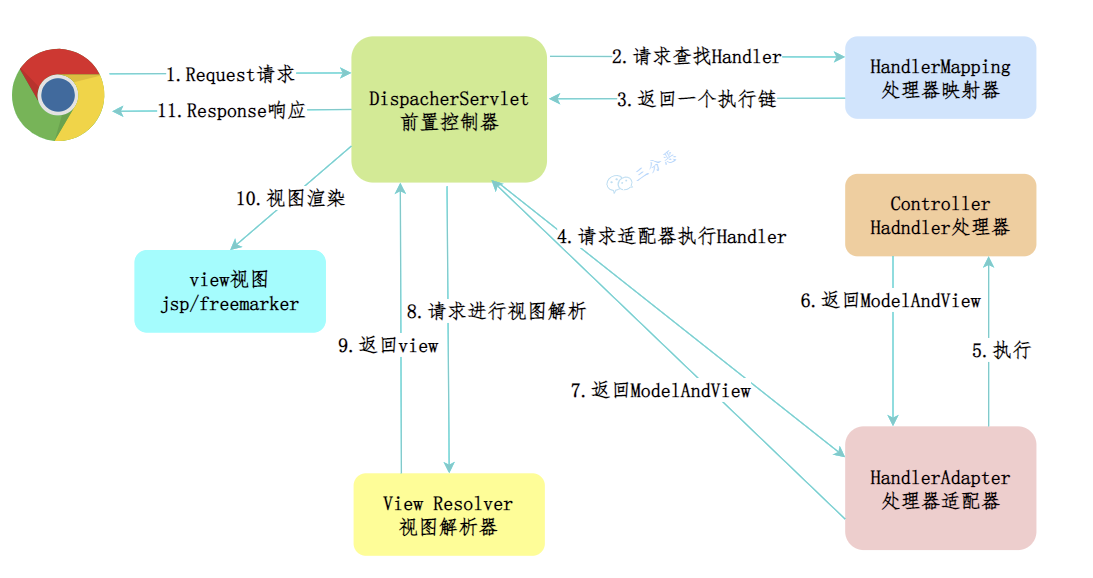 1.Request请求
11.Response响应
DispacherServlet
前置控制器
2.请求查找Handler
3.返回一个执行链
HandlerMapping
处理器映射器
三分恶
10.视图渲染
view视图
jsp/freemarker
4.请求适配器执行Handler
Controller
Hadndler处理器
6.返回ModelAndView
5.执行
8.请求进行视图解析
9.返回view
7.返回ModelAndView
View Resolver
视图解析器
HandlerAdapter
处理器适配器